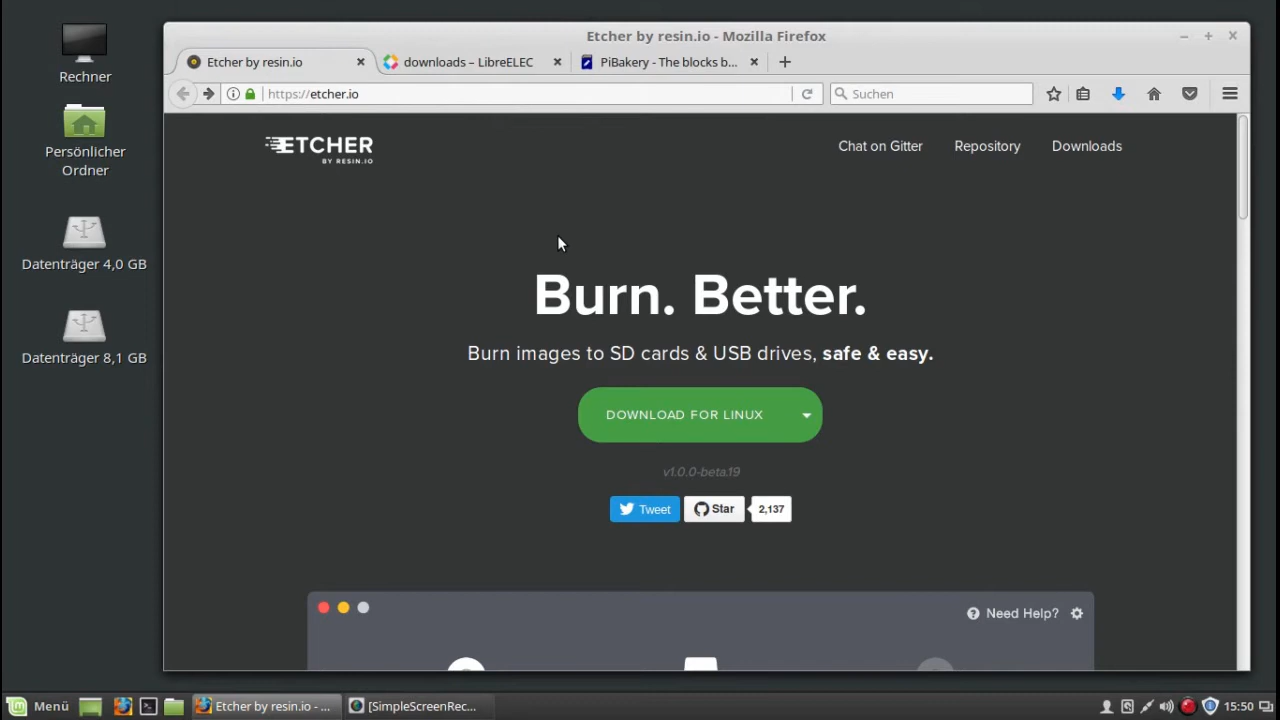 Rechner
Persönlicher
Ordner
Datenträger 4,0 GB
Datenträger 8,1 GB
Etcher by resin.io - Mozilla Firefox
Etcher by resin.io
downloads – LibreELEC
PiBakery - The blocks b...
https://etcher.io
Suchen
ETCHER
BY RESIN.IO
Chat on Gitter
Repository
Downloads
Burn. Better.
Burn images to SD cards & USB drives, safe & easy.
DOWNLOAD FOR LINUX
v1.0.0-beta.19
Tweet
Star
2,137
Need Help?
Menü
Etcher by resin.io - ...
[SimpleScreenRec...
15:50